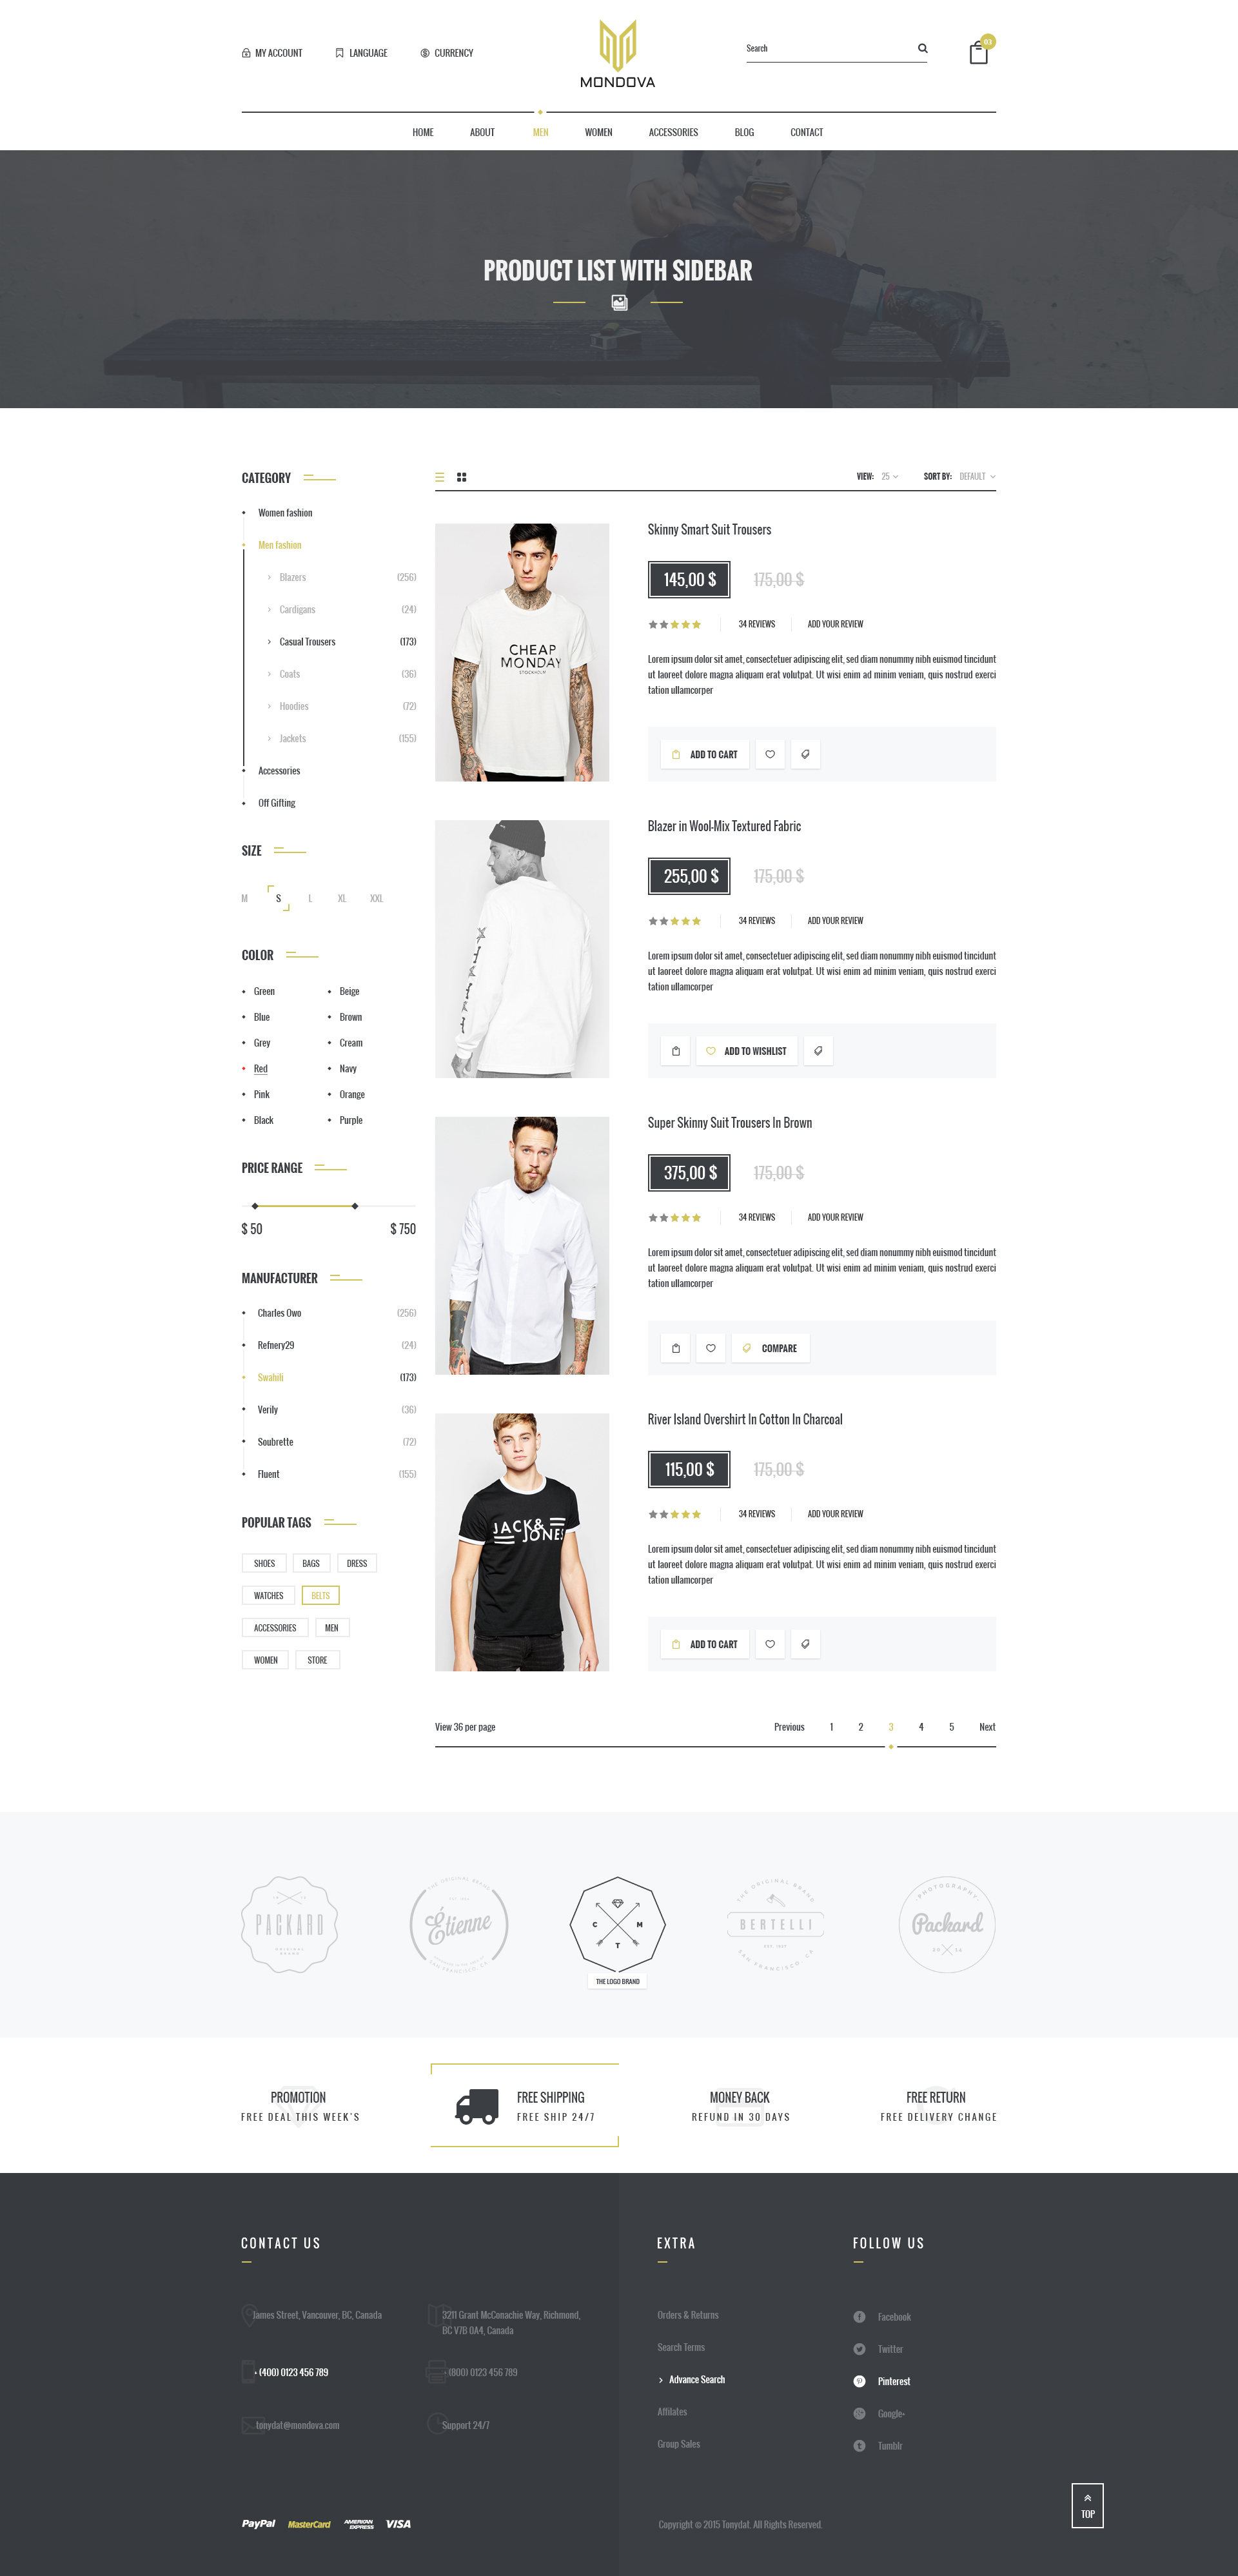 MY ACCOUNT
LANGUAGE
CURRENCY
MONDOVA
Search
03
HOME ABOUT MEN WOMEN ACCESSORIES BLOG CONTACT
PRODUCT LIST WITH SIDEBAR
CATEGORY
Women fashion
Men fashion
Blazers (256)
Cardigans (24)
Casual Trousers (173)
Coats (36)
Hoodies (72)
Jackets (155)
Accessories
Off Gifting
SIZE
M S L XL XXL
COLOR
Green Beige
Blue Brown
Grey Cream
Red Navy
Pink Orange
Black Purple
PRICE RANGE
$ 50 $ 750
MANUFACTURER
Charles Owo (256)
Refnery29 (24)
Swahili (173)
Verily (36)
Soubrette (72)
Fluent (155)
POPULAR TAGS
SHOES BAGS DRESS
WATCHES BELTS
ACCESSORIES MEN
WOMEN STORE
VIEW: 25 SORT BY: DEFAULT
CHEAP
MONDAY
STOCKHOLM
Skinny Smart Suit Trousers
145,00 $ 175,00 $
34 REVIEWS ADD YOUR REVIEW
Lorem ipsum dolor sit amet, consectetuer adipiscing elit, sed diam nonummy nibh euismod tincidunt
ut laoreet dolore magna aliquam erat volutpat. Ut wisi enim ad minim veniam, quis nostrud exerci
tation ullamcorper
ADD TO CART
Blazer in Wool-Mix Textured Fabric
255,00 $ 175,00 $
34 REVIEWS ADD YOUR REVIEW
Lorem ipsum dolor sit amet, consectetuer adipiscing elit, sed diam nonummy nibh euismod tincidunt
ut laoreet dolore magna aliquam erat volutpat. Ut wisi enim ad minim veniam, quis nostrud exerci
tation ullamcorper
ADD TO WISHLIST
Super Skinny Suit Trousers In Brown
375,00 $ 175,00 $
34 REVIEWS ADD YOUR REVIEW
Lorem ipsum dolor sit amet, consectetuer adipiscing elit, sed diam nonummy nibh euismod tincidunt
ut laoreet dolore magna aliquam erat volutpat. Ut wisi enim ad minim veniam, quis nostrud exerci
tation ullamcorper
COMPARE
JACK&
JONES
River Island Overshirt In Cotton In Charcoal
115,00 $ 175,00 $
34 REVIEWS ADD YOUR REVIEW
Lorem ipsum dolor sit amet, consectetuer adipiscing elit, sed diam nonummy nibh euismod tincidunt
ut laoreet dolore magna aliquam erat volutpat. Ut wisi enim ad minim veniam, quis nostrud exerci
tation ullamcorper
ADD TO CART
View 36 per page
Previous 1 2 3 4 5 Next
PACKARD
ORIGINAL
BRAND
THE ORIGINAL BRAND
Étienne
SAN FRANCISCO, CA
C M
T
THE LOGO BRAND
THE ORIGINAL BRAND
BERTELLI
SAN FRANCISCO, CA
PHOTOGRAPHY
Packard
20 14
PROMOTION
FREE DEAL THIS WEEK'S
FREE SHIPPING
FREE SHIP 24/7
MONEY BACK
REFUND IN 30 DAYS
FREE RETURN
FREE DELIVERY CHANGE
CONTACT US
James Street, Vancouver, BC, Canada
3211 Grant McConachie Way, Richmond,
BC V7B 0A4, Canada
+ (400) 0123 456 789
+ (800) 0123 456 789
tonydat@mondova.com
Support 24/7
EXTRA
Orders & Returns
Search Terms
Advance Search
Affilates
Group Sales
FOLLOW US
Facebook
Twitter
Pinterest
Google+
Tumblr
PayPal MasterCard AMERICAN EXPRESS VISA
Copyright © 2015 Tonydat. All Rights Reserved.
TOP